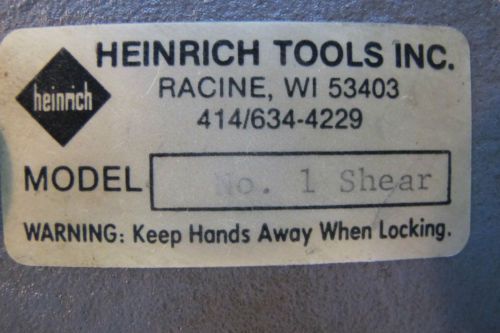 heinrich
HEINRICH TOOLS INC.
RACINE, WI 53403
414/634-4229
MODEL No. 1 Shear
WARNING: Keep Hands Away When Locking.